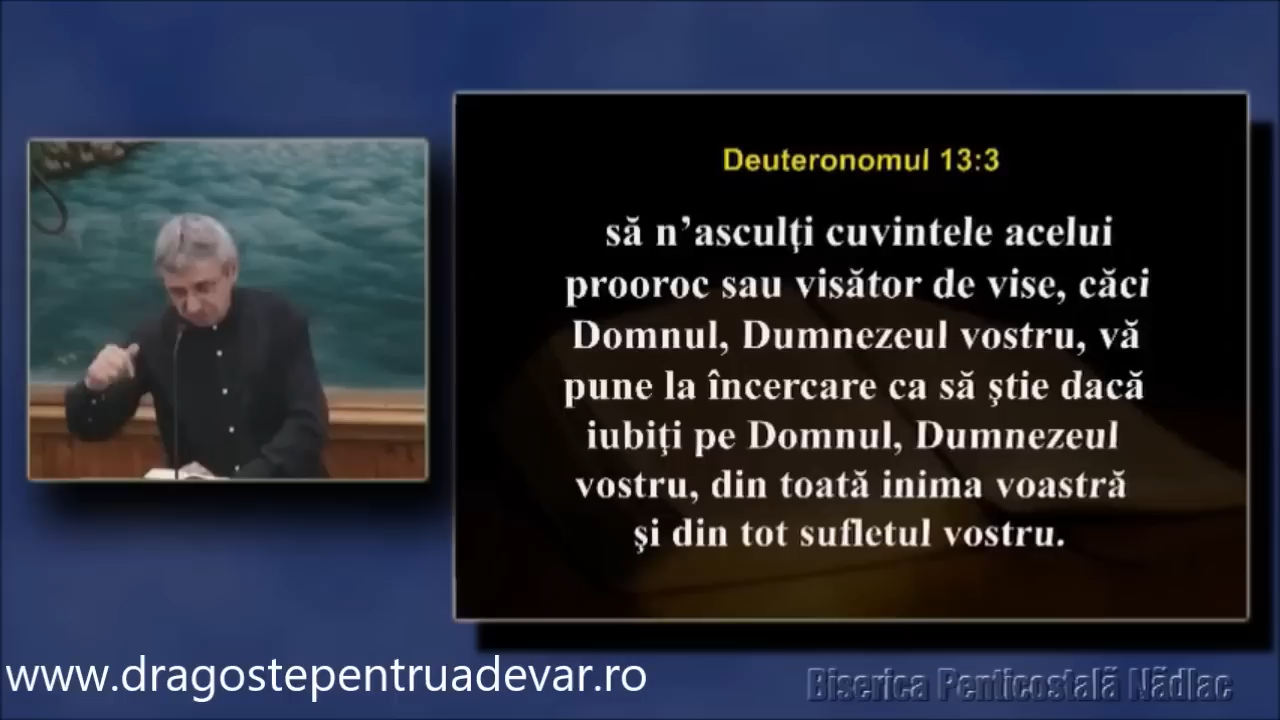 Deuteronomul 13:3
să n’asculţi cuvintele acelui
prooroc sau visător de vise, căci
Domnul, Dumnezeul vostru, vă
pune la încercare ca să ştie dacă
iubiţi pe Domnul, Dumnezeul
vostru, din toată inima voastră
şi din tot sufletul vostru.
www.dragostepentruadevar.ro
Biserica Penticostală Nădlac